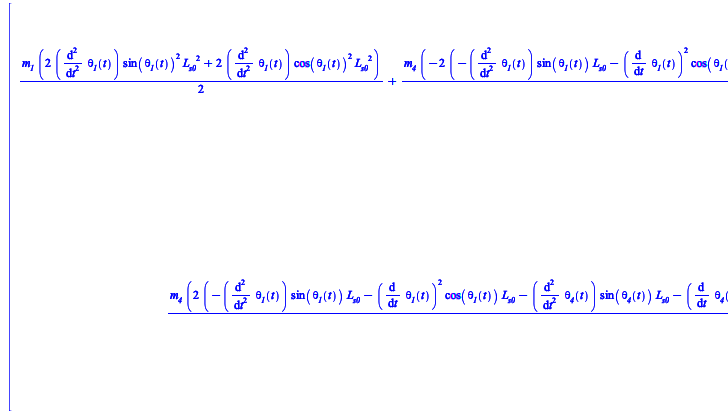 [ m₁ (2 (d²/dt² θ₁(t)) sin(θ₁(t))² Lₛ₀² + 2 (d²/dt² θ₁(t)) cos(θ₁(t))² Lₛ₀²) / 2 + m₄ (−2 (−(d²/dt² θ₁(t)) sin(θ₁(t)) Lₛ₀ − (d/dt θ₁(t))² cos(θ₁(
m₄ (2 (−(d²/dt² θ₁(t)) sin(θ₁(t)) Lₛ₀ − (d/dt θ₁(t))² cos(θ₁(t)) Lₛ₀ − (d²/dt² θ₄(t)) sin(θ₄(t)) Lₛ₀ − (d/dt θ₄(